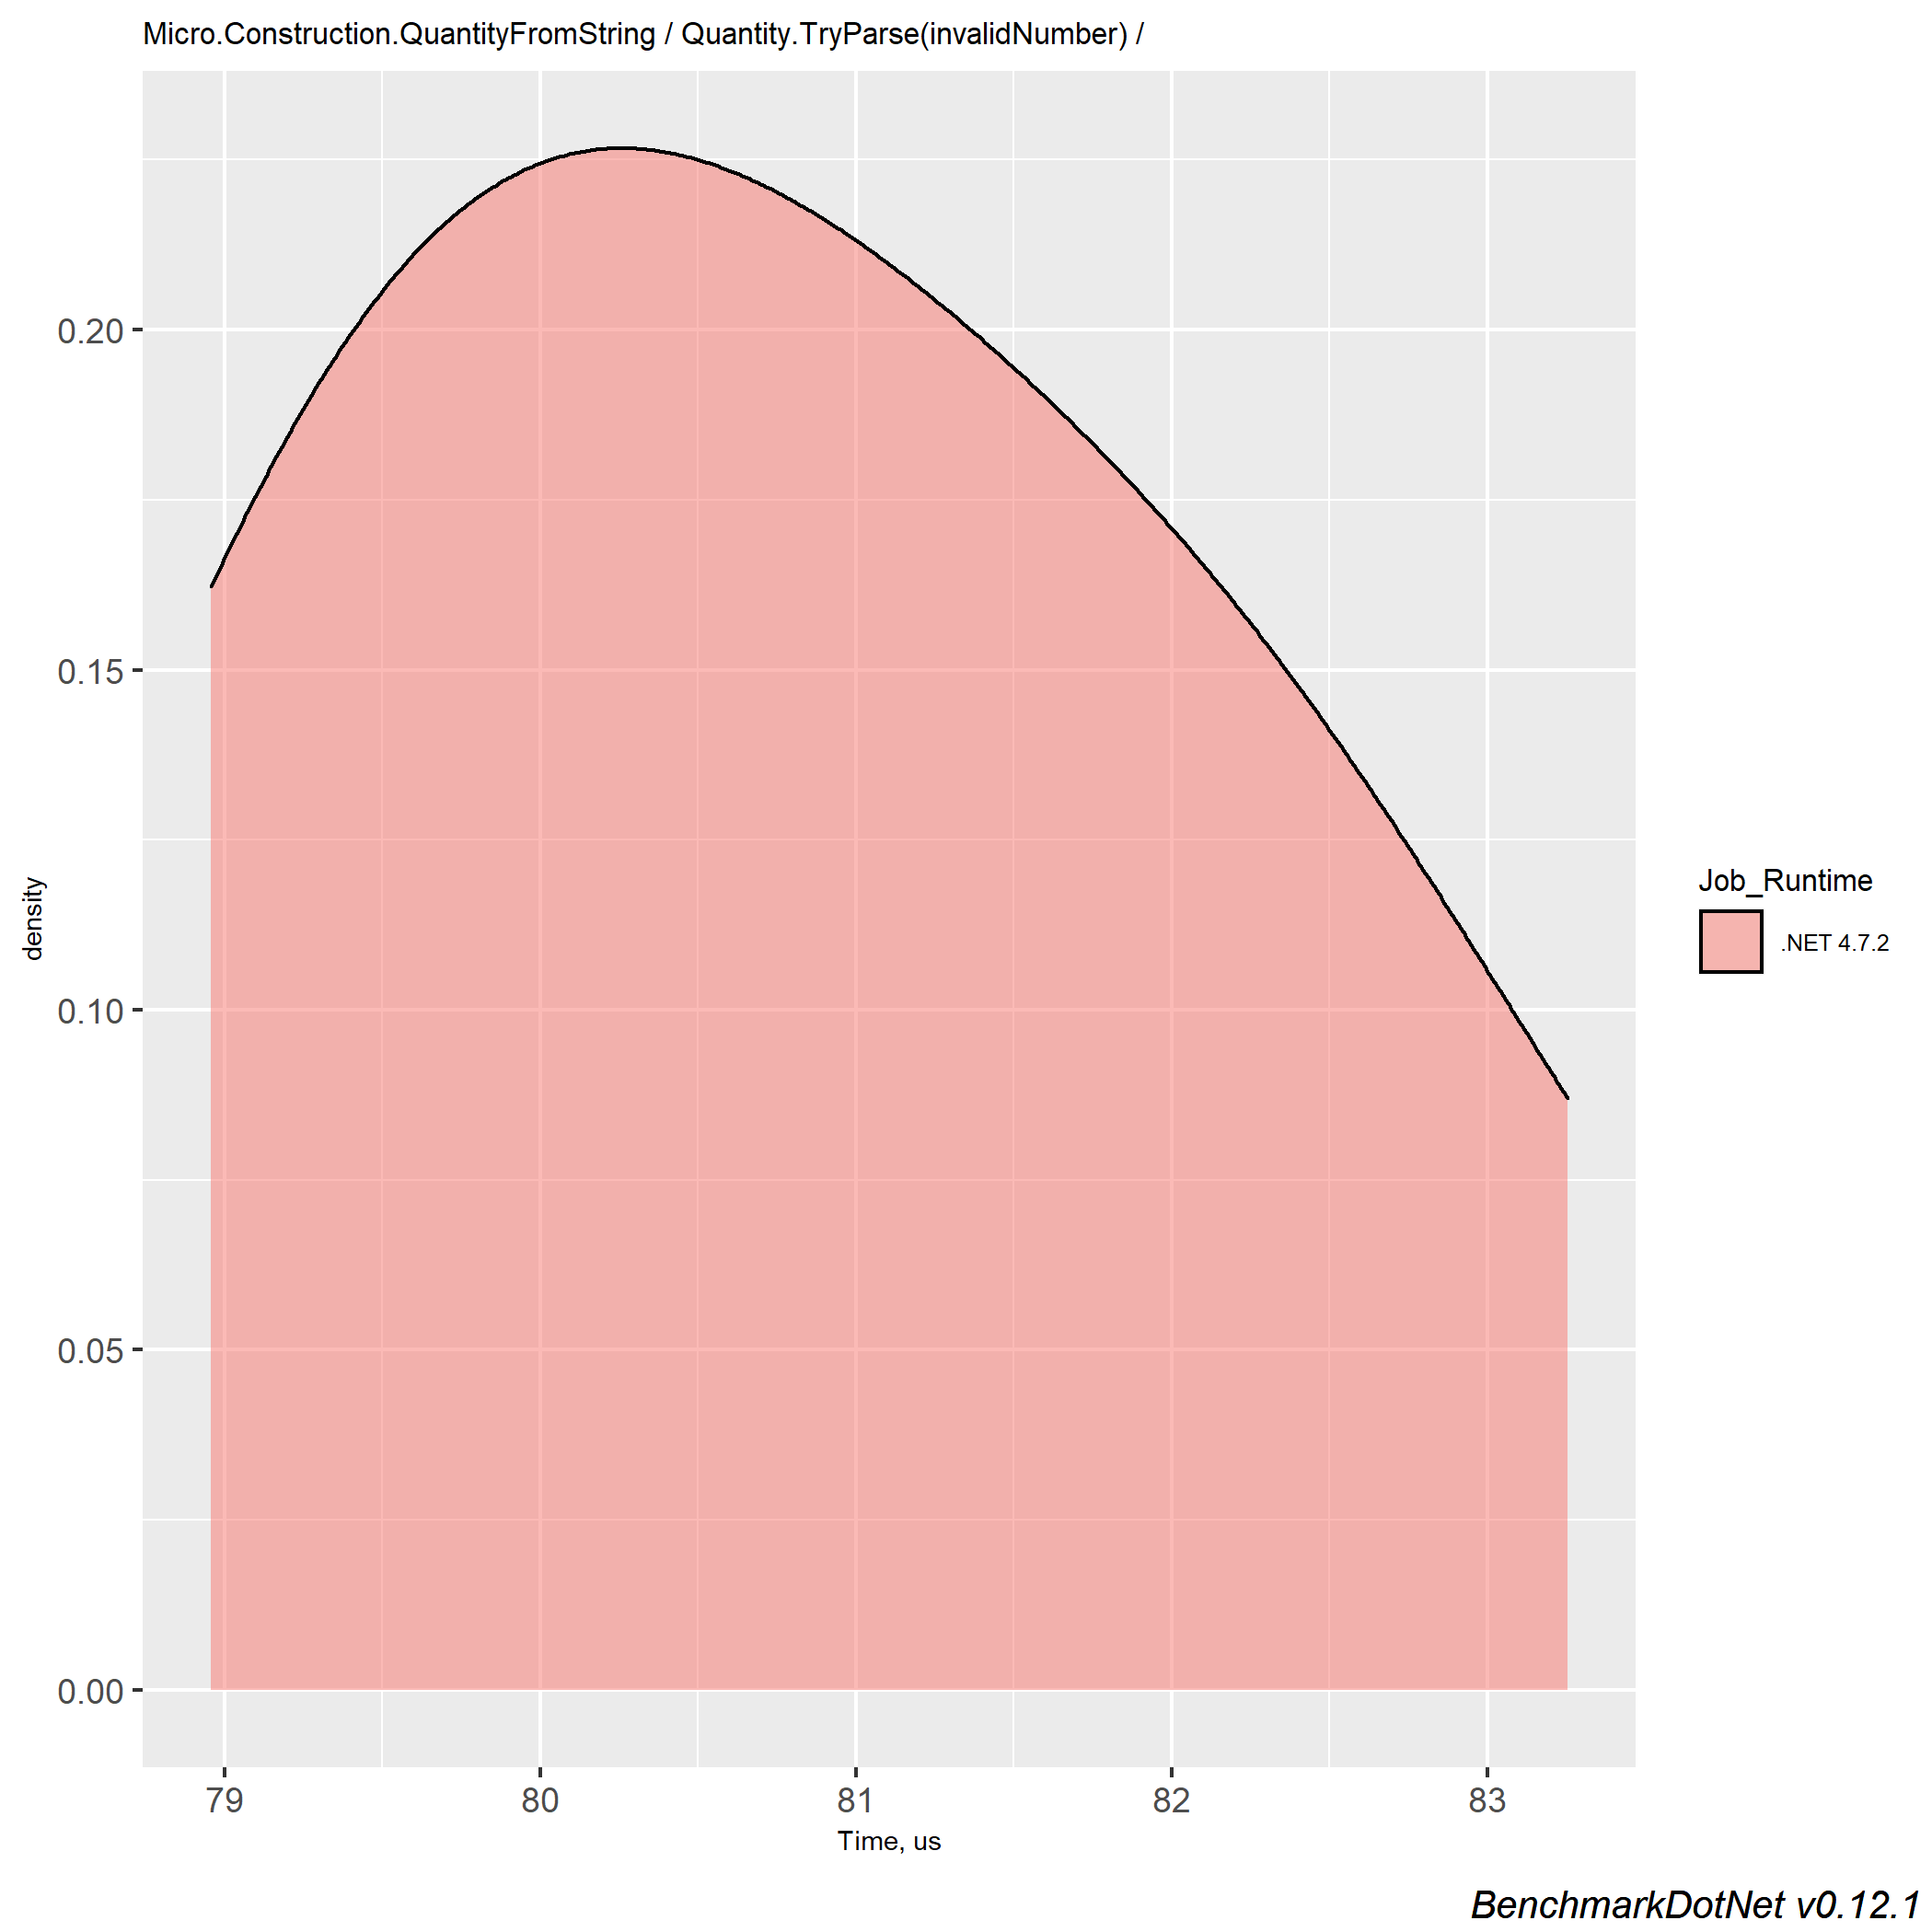 Micro.Construction.QuantityFromString / Quantity.TryParse(invalidNumber) /
density
0.20
0.15
0.10
0.05
0.00
79 80 81 82 83
Time, us
Job_Runtime
.NET 4.7.2
BenchmarkDotNet v0.12.1